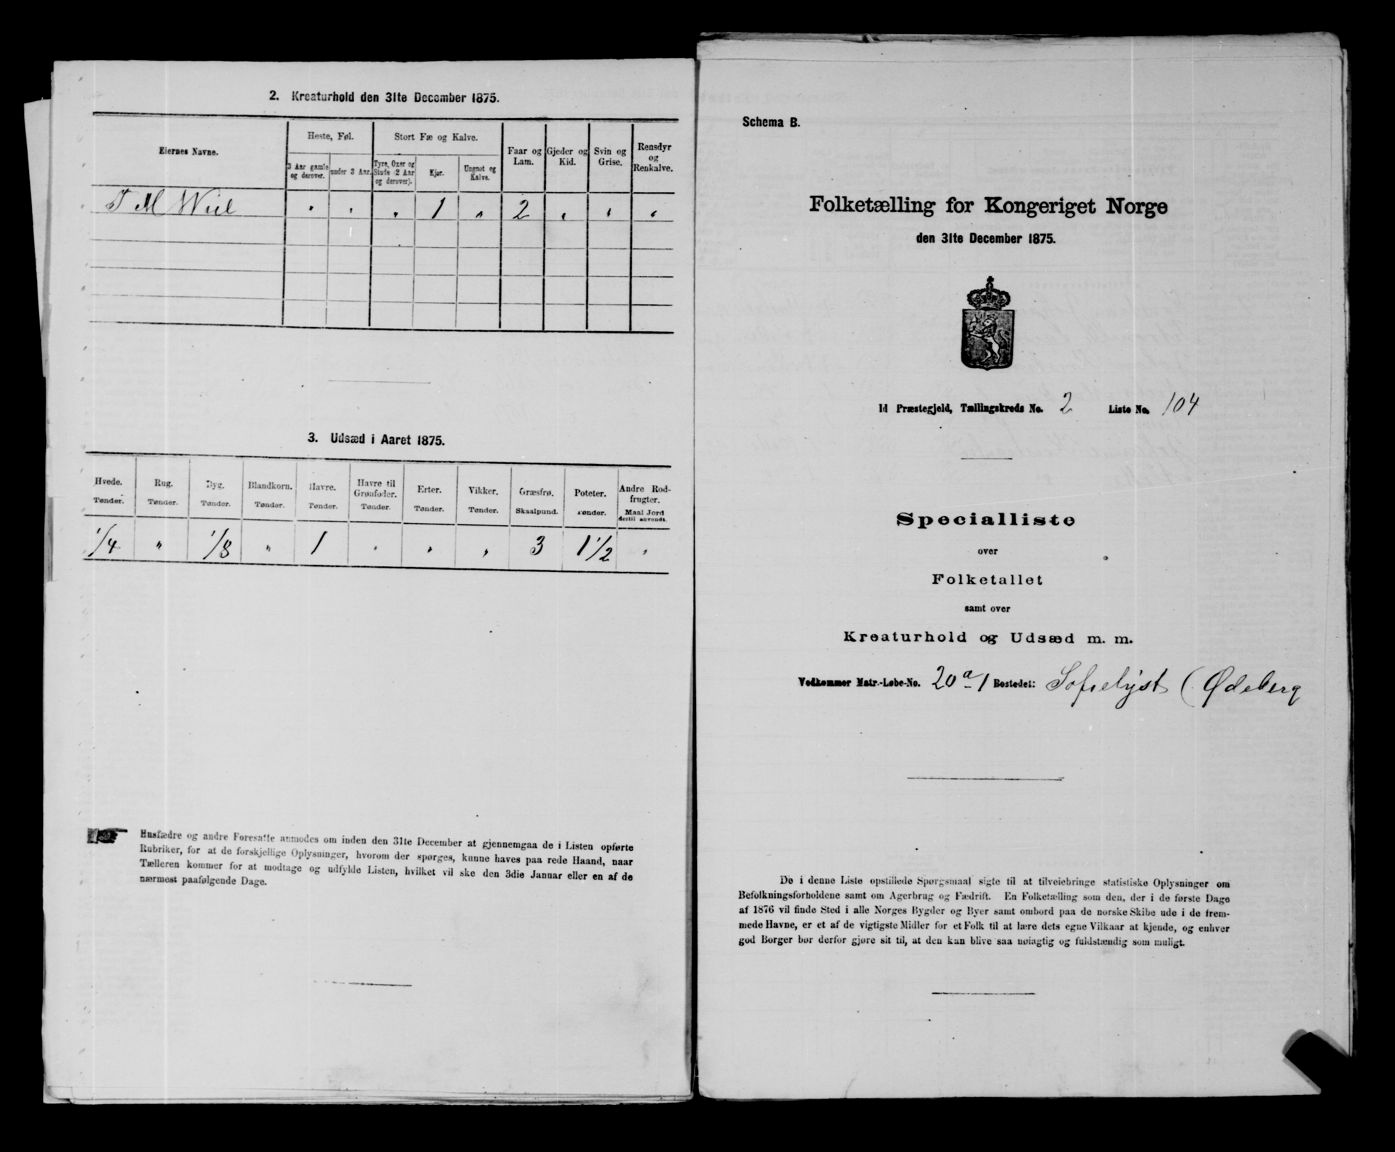 2. Kreaturhold den 31te December 1875.
Eiernes Navne.
Heste, Føl.
Stort Fæ og Kalve.
Faar og Lam.
Gjeder og Kid.
Svin og Grise.
Rensdyr og Renkalve.
3 Aar gamle og derover.
under 3 Aar.
Tyre, Oxer og Stude (2 Aar og derover).
Kjør.
Ungnøt og Kalve.
T M Wiil " " " 1 " 2 " " "
3. Udsæd i Aaret 1875.
Hvede. Rug. Byg. Blandkorn. Havre. Havre til Grønfoder. Erter. Vikker. Græsfrø. Poteter. Andre Rodfrugter.
Tønder. Tønder. Tønder. Tønder. Tønder. Tønder. Tønder. Tønder. Skaalpund. Tønder. Maal Jord dertil anvendt.
1/4 " 1/8 " 1 " " " 3 1 1/2 "
Husfædre og andre Foresatte anmodes om inden den 31te December at gjennemgaa de i Listen opførte
Rubriker, for at de forskjellige Oplysninger, hvorom der spørges, kunne haves paa rede Haand, naar
Tælleren kommer for at modtage og udfylde Listen, hvilket vil ske den 3die Januar eller en af de
nærmest paafølgende Dage.
Schema B.
Folketælling for Kongeriget Norge
den 31te December 1875.
Id Præstegjeld, Tællingskreds No. 2 Liste No. 104
Specialliste
over
Folketallet
samt over
Kreaturhold og Udsæd m. m.
Vedkommer Matr.-Løbe-No. 20a 1 Bostedet: Sofielyst (Ødeberg
De i denne Liste opstillede Spørgsmaal sigte til at tilveiebringe statistiske Oplysninger om
Befolkningsforholdene samt om Agerbrug og Fædrift. En Folketælling som den, der i de første Dage
af 1876 vil finde Sted i alle Norges Bygder og Byer samt ombord paa de norske Skibe ude i de frem-
mede Havne, er et af de vigtigste Midler for et Folk til at lære dets egne Vilkaar at kjende, og enhver
god Borger bør derfor gjøre sit til, at den kan blive saa nøiagtig og fuldstændig som muligt.